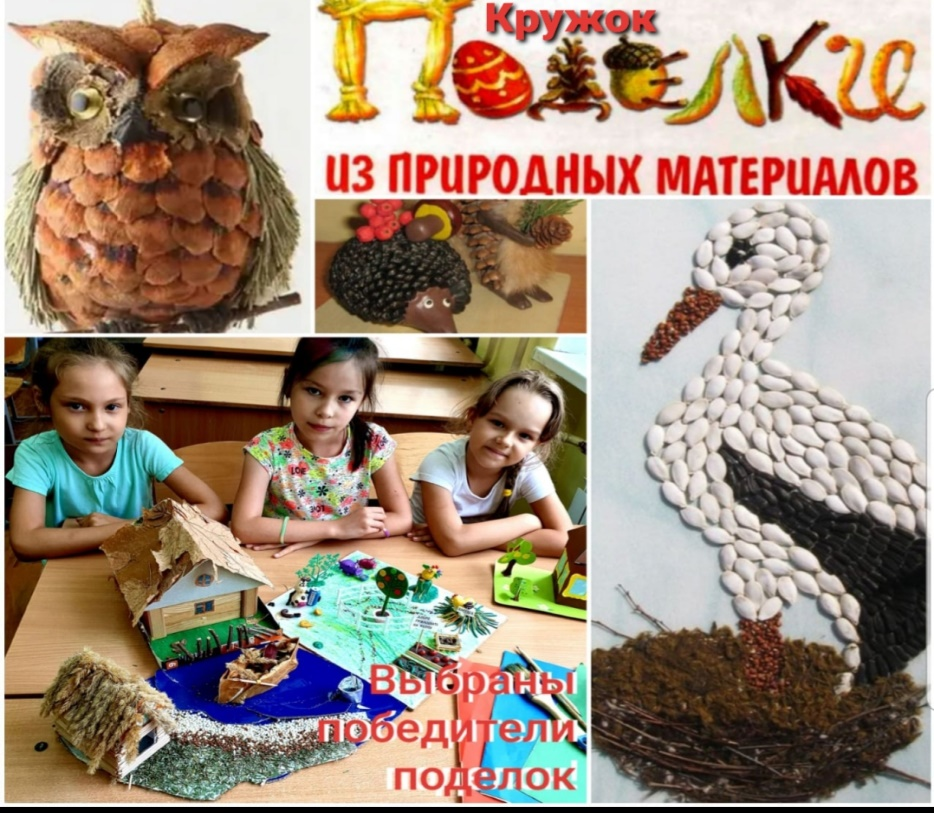 Кружок
Поделки
из природных материалов
Выбраны
победители
поделок